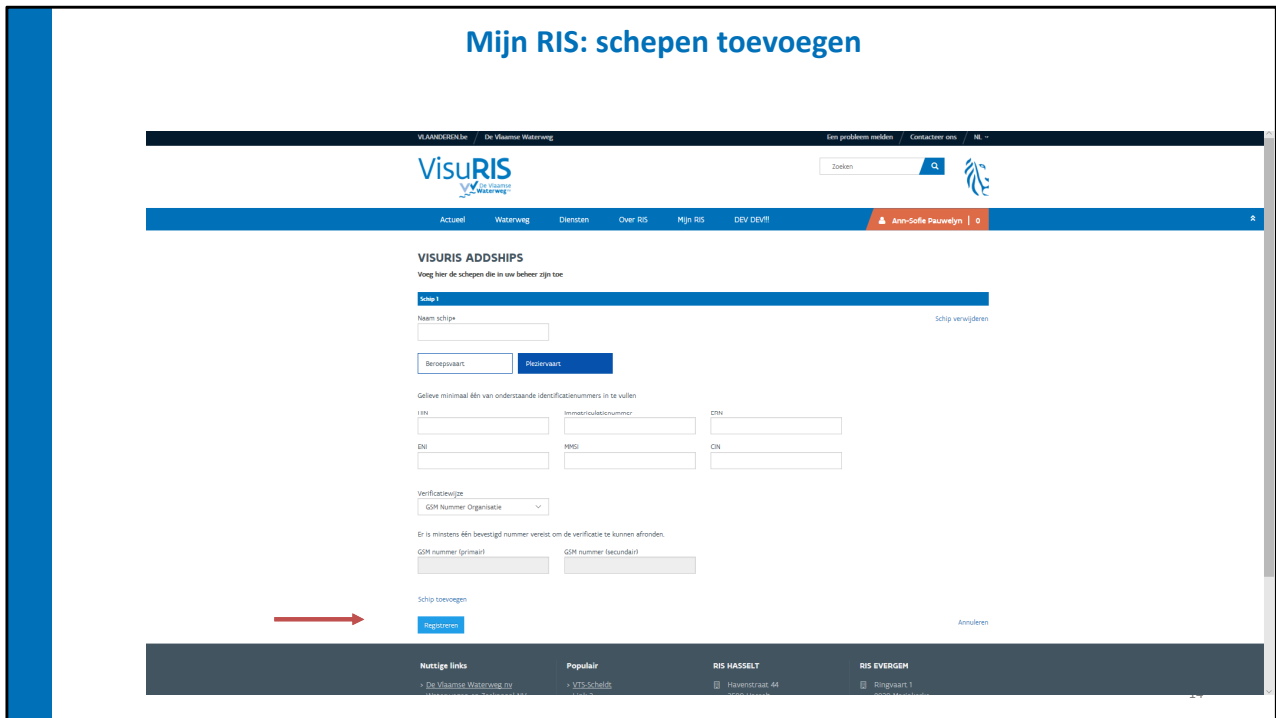 Mijn RIS: schepen toevoegen
VLAANDEREN.be / De Vlaamse Waterweg
Een probleem melden / Contacteer ons / NL
VisuRIS
De Vlaamse
Waterweg nv
Zoeken
Actueel Waterweg Diensten Over RIS Mijn RIS DEV DEV!!! Ann-Sofie Pauwelyn | 0
VISURIS ADDSHIPS
Voeg hier de schepen die in uw beheer zijn toe
Schip 1
Naam schip* Schip verwijderen
Beroepsvaart Pleziervaart
Gelieve minimaal één van onderstaande identificatienummers in te vullen
HIN Immatriculatienummer ERN
ENI MMSI CIN
Verificatiewijze
GSM Nummer Organisatie
Er is minstens één bevestigd nummer vereist om de verificatie te kunnen afronden.
GSM nummer (primair) GSM nummer (secundair)
Schip toevoegen
Registreren Annuleren
Nuttige links Populair RIS HASSELT RIS EVERGEM
› De Vlaamse Waterweg nv › VTS-Scheldt Havenstraat 44 Ringvaart 1
14